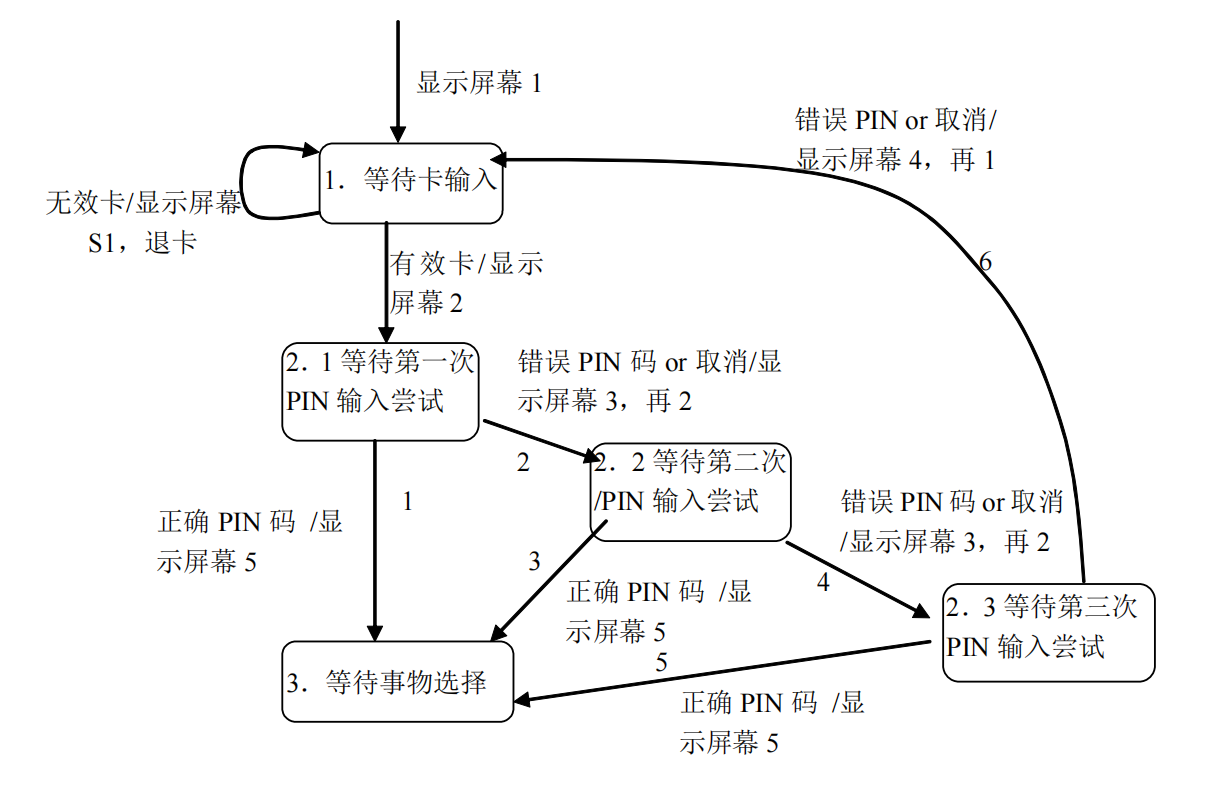 显示屏幕 1
错误 PIN or 取消/
显示屏幕 4，再 1
1．等待卡输入
无效卡/显示屏幕
S1，退卡
有效卡/显示
屏幕 2
6
2．1 等待第一次
PIN 输入尝试
错误 PIN 码 or 取消/显
示屏幕 3，再 2
2
2．2 等待第二次
/PIN 输入尝试
1
正确 PIN 码 /显
示屏幕 5
错误 PIN 码 or 取消
/显示屏幕 3，再 2
3
4
正确 PIN 码 /显
示屏幕 5
2．3 等待第三次
PIN 输入尝试
3．等待事物选择
5
正确 PIN 码 /显
示屏幕 5